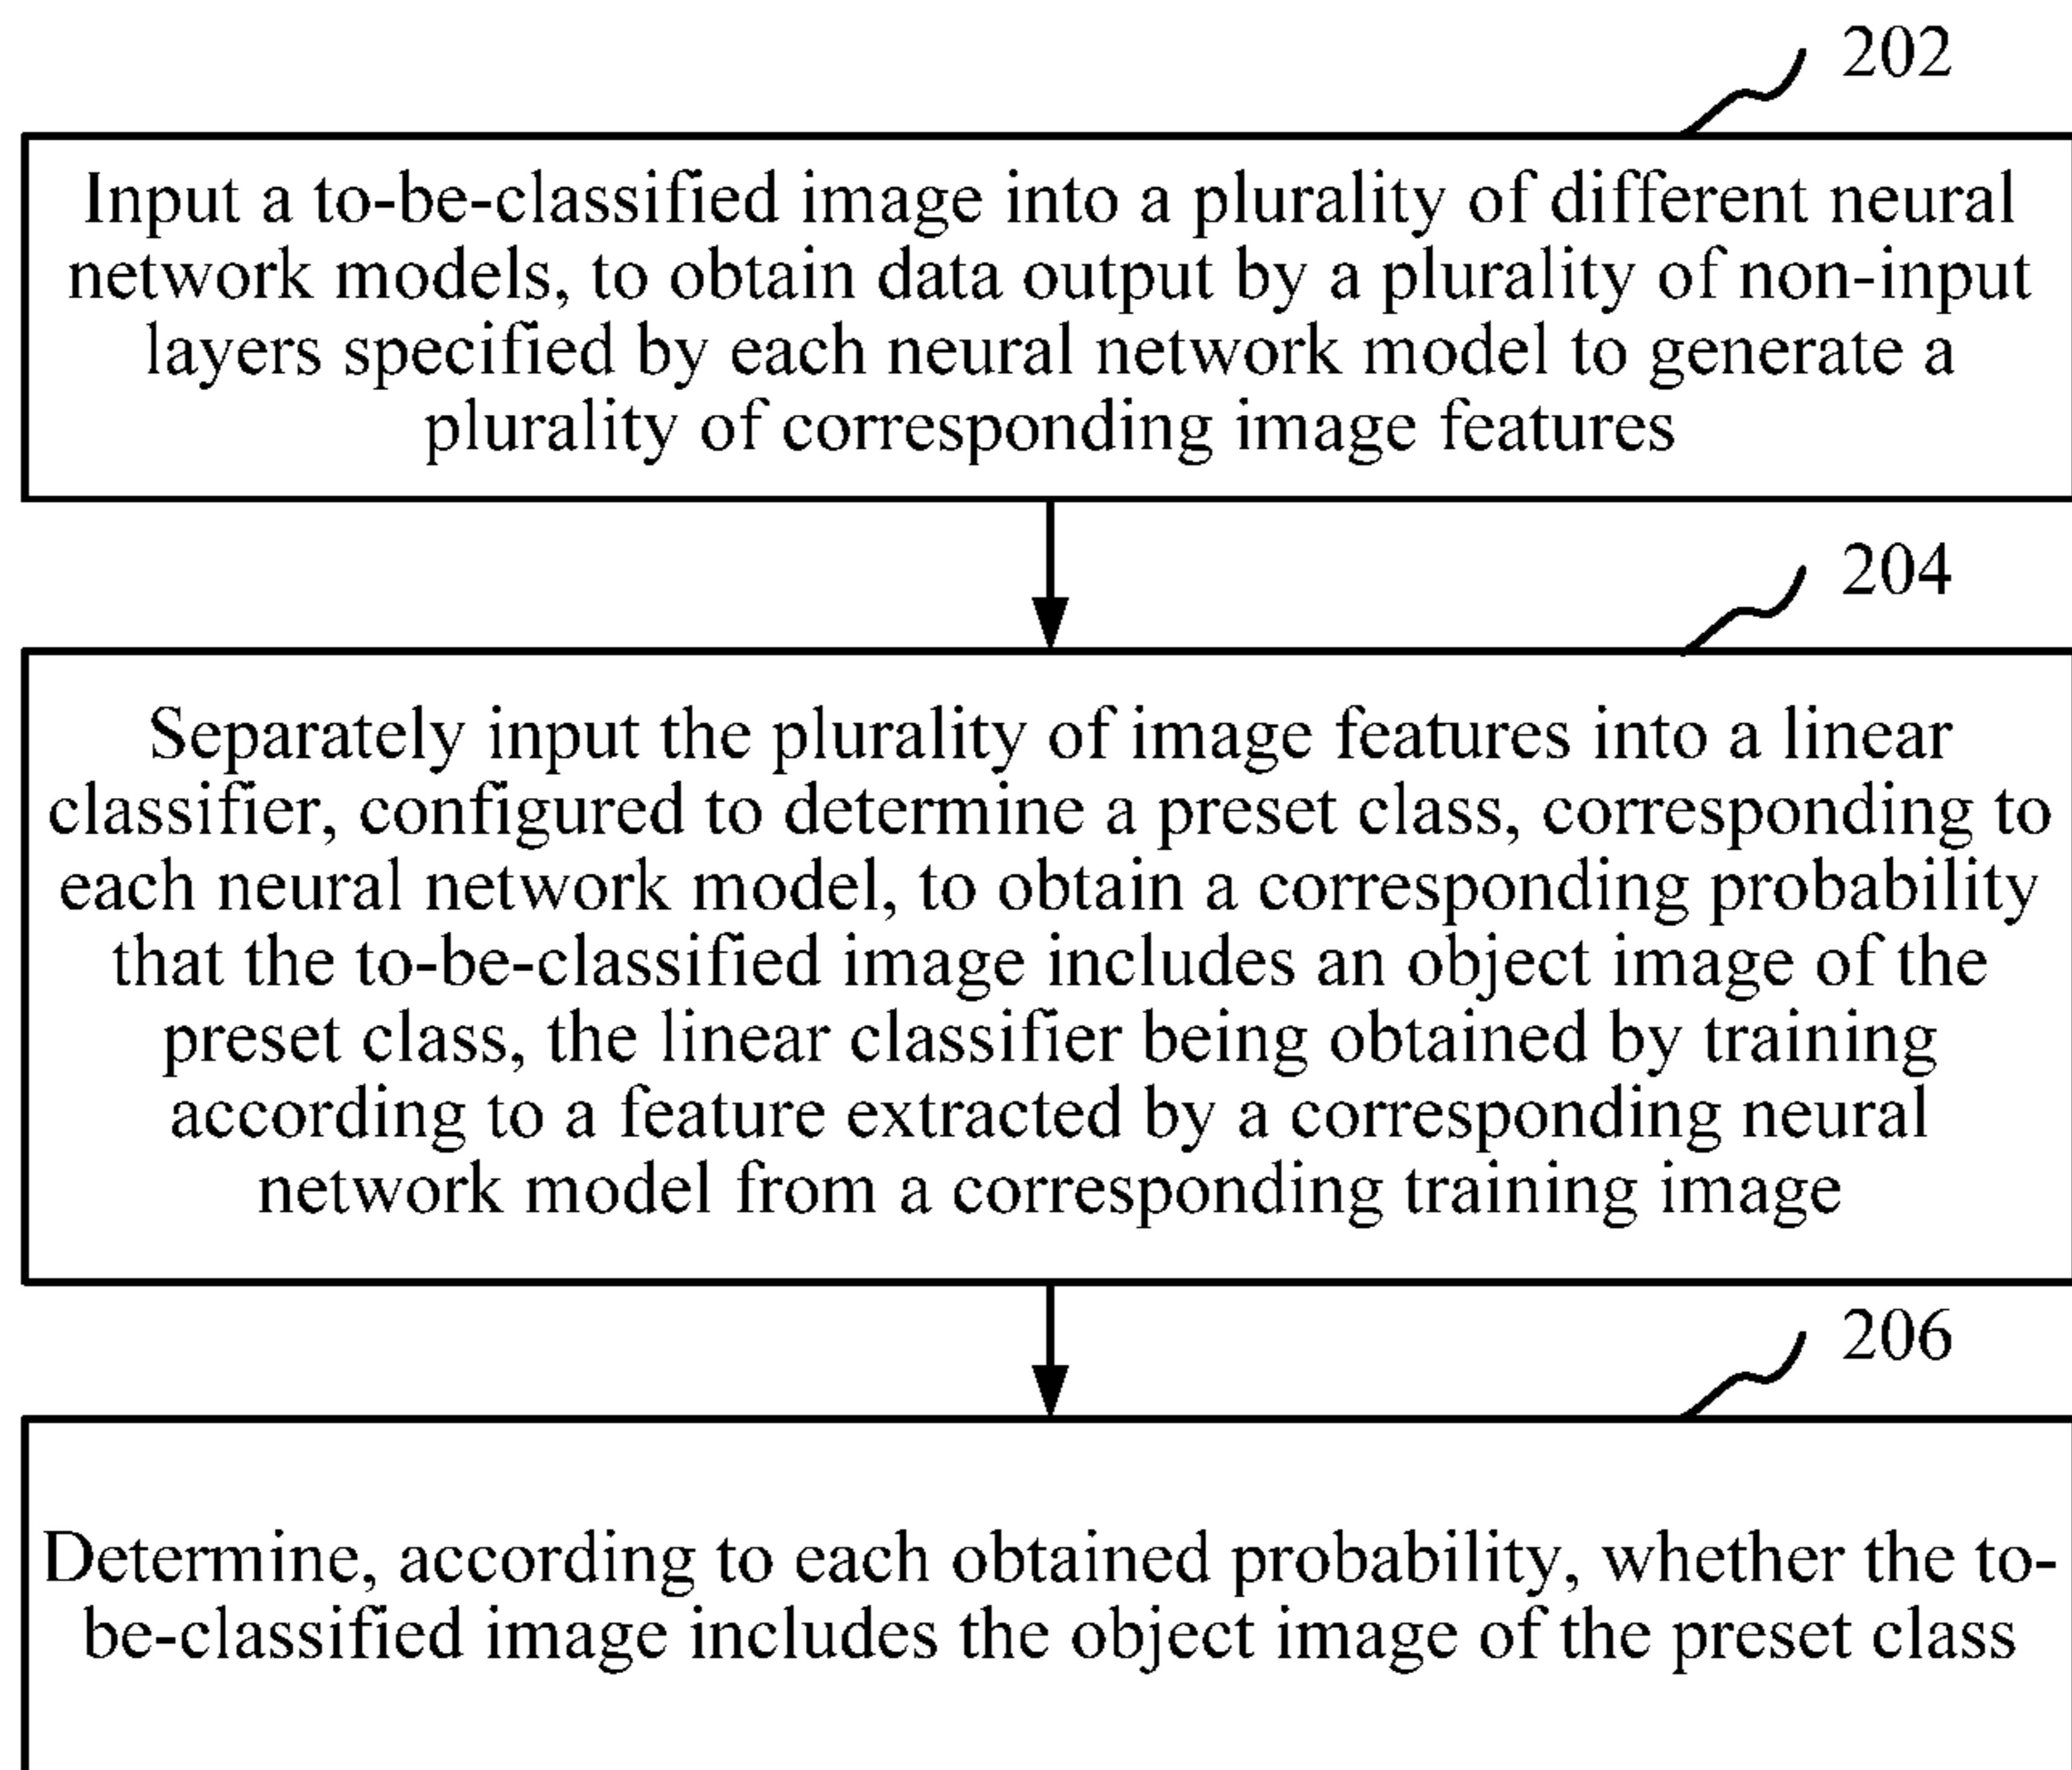 202
Input a to-be-classified image into a plurality of different neural
network models, to obtain data output by a plurality of non-input
layers specified by each neural network model to generate a
plurality of corresponding image features
204
Separately input the plurality of image features into a linear
classifier, configured to determine a preset class, corresponding to
each neural network model, to obtain a corresponding probability
that the to-be-classified image includes an object image of the
preset class, the linear classifier being obtained by training
according to a feature extracted by a corresponding neural
network model from a corresponding training image
206
Determine, according to each obtained probability, whether the to-
be-classified image includes the object image of the preset class